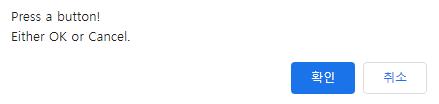 Press a button!
Either OK or Cancel.
확인 취소